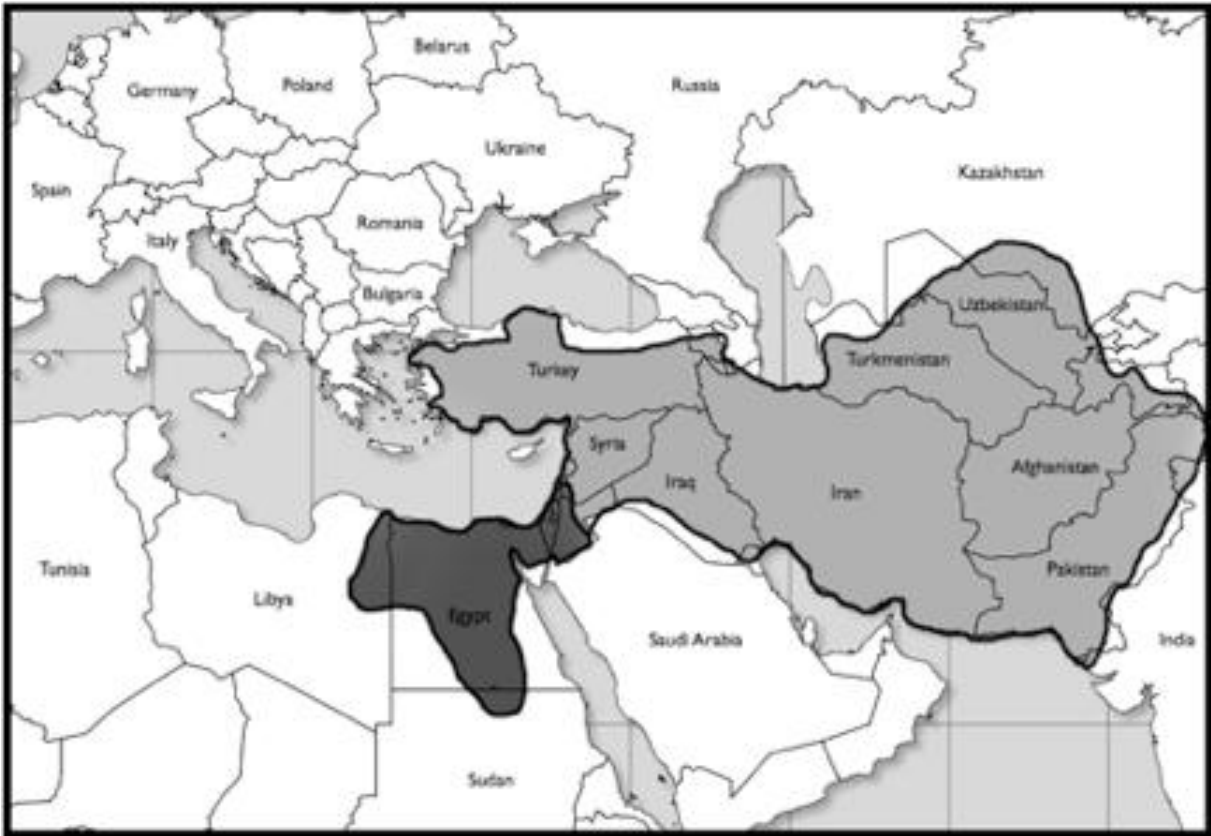 Belarus
Germany
Poland
Russia
Ukraine
Kazakhstan
Spain
Romania
Italy
Bulgaria
Uzbekistan
Turkmenistan
Turkey
Syria
Afghanistan
Iraq
Iran
Tunisia
Pakistan
Libya
Egypt
Saudi Arabia
India
Sudan